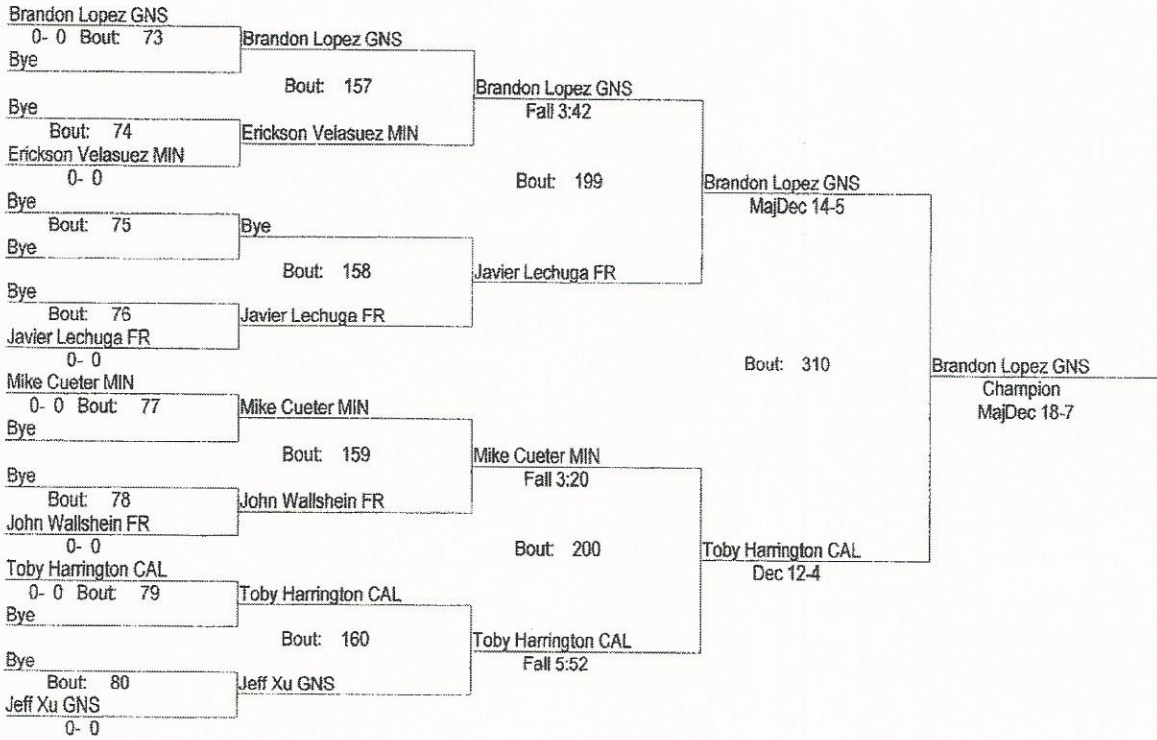 Brandon Lopez GNS
0- 0 Bout: 73
Bye
Bye
Bout: 74
Erickson Velasuez MIN
0- 0
Bye
Bout: 75
Bye
Bye
Bout: 76
Javier Lechuga FR
0- 0
Mike Cueter MIN
0- 0 Bout: 77
Bye
Bye
Bout: 78
John Wallshein FR
0- 0
Toby Harrington CAL
0- 0 Bout: 79
Bye
Bye
Bout: 80
Jeff Xu GNS
0- 0
Brandon Lopez GNS
Bout: 157
Erickson Velasuez MIN
Bye
Bout: 158
Javier Lechuga FR
Mike Cueter MIN
Bout: 159
John Wallshein FR
Toby Harrington CAL
Bout: 160
Jeff Xu GNS
Brandon Lopez GNS
Fall 3:42
Bout: 199
Javier Lechuga FR
Mike Cueter MIN
Fall 3:20
Bout: 200
Toby Harrington CAL
Fall 5:52
Brandon Lopez GNS
MajDec 14-5
Bout: 310
Toby Harrington CAL
Dec 12-4
Brandon Lopez GNS
Champion
MajDec 18-7